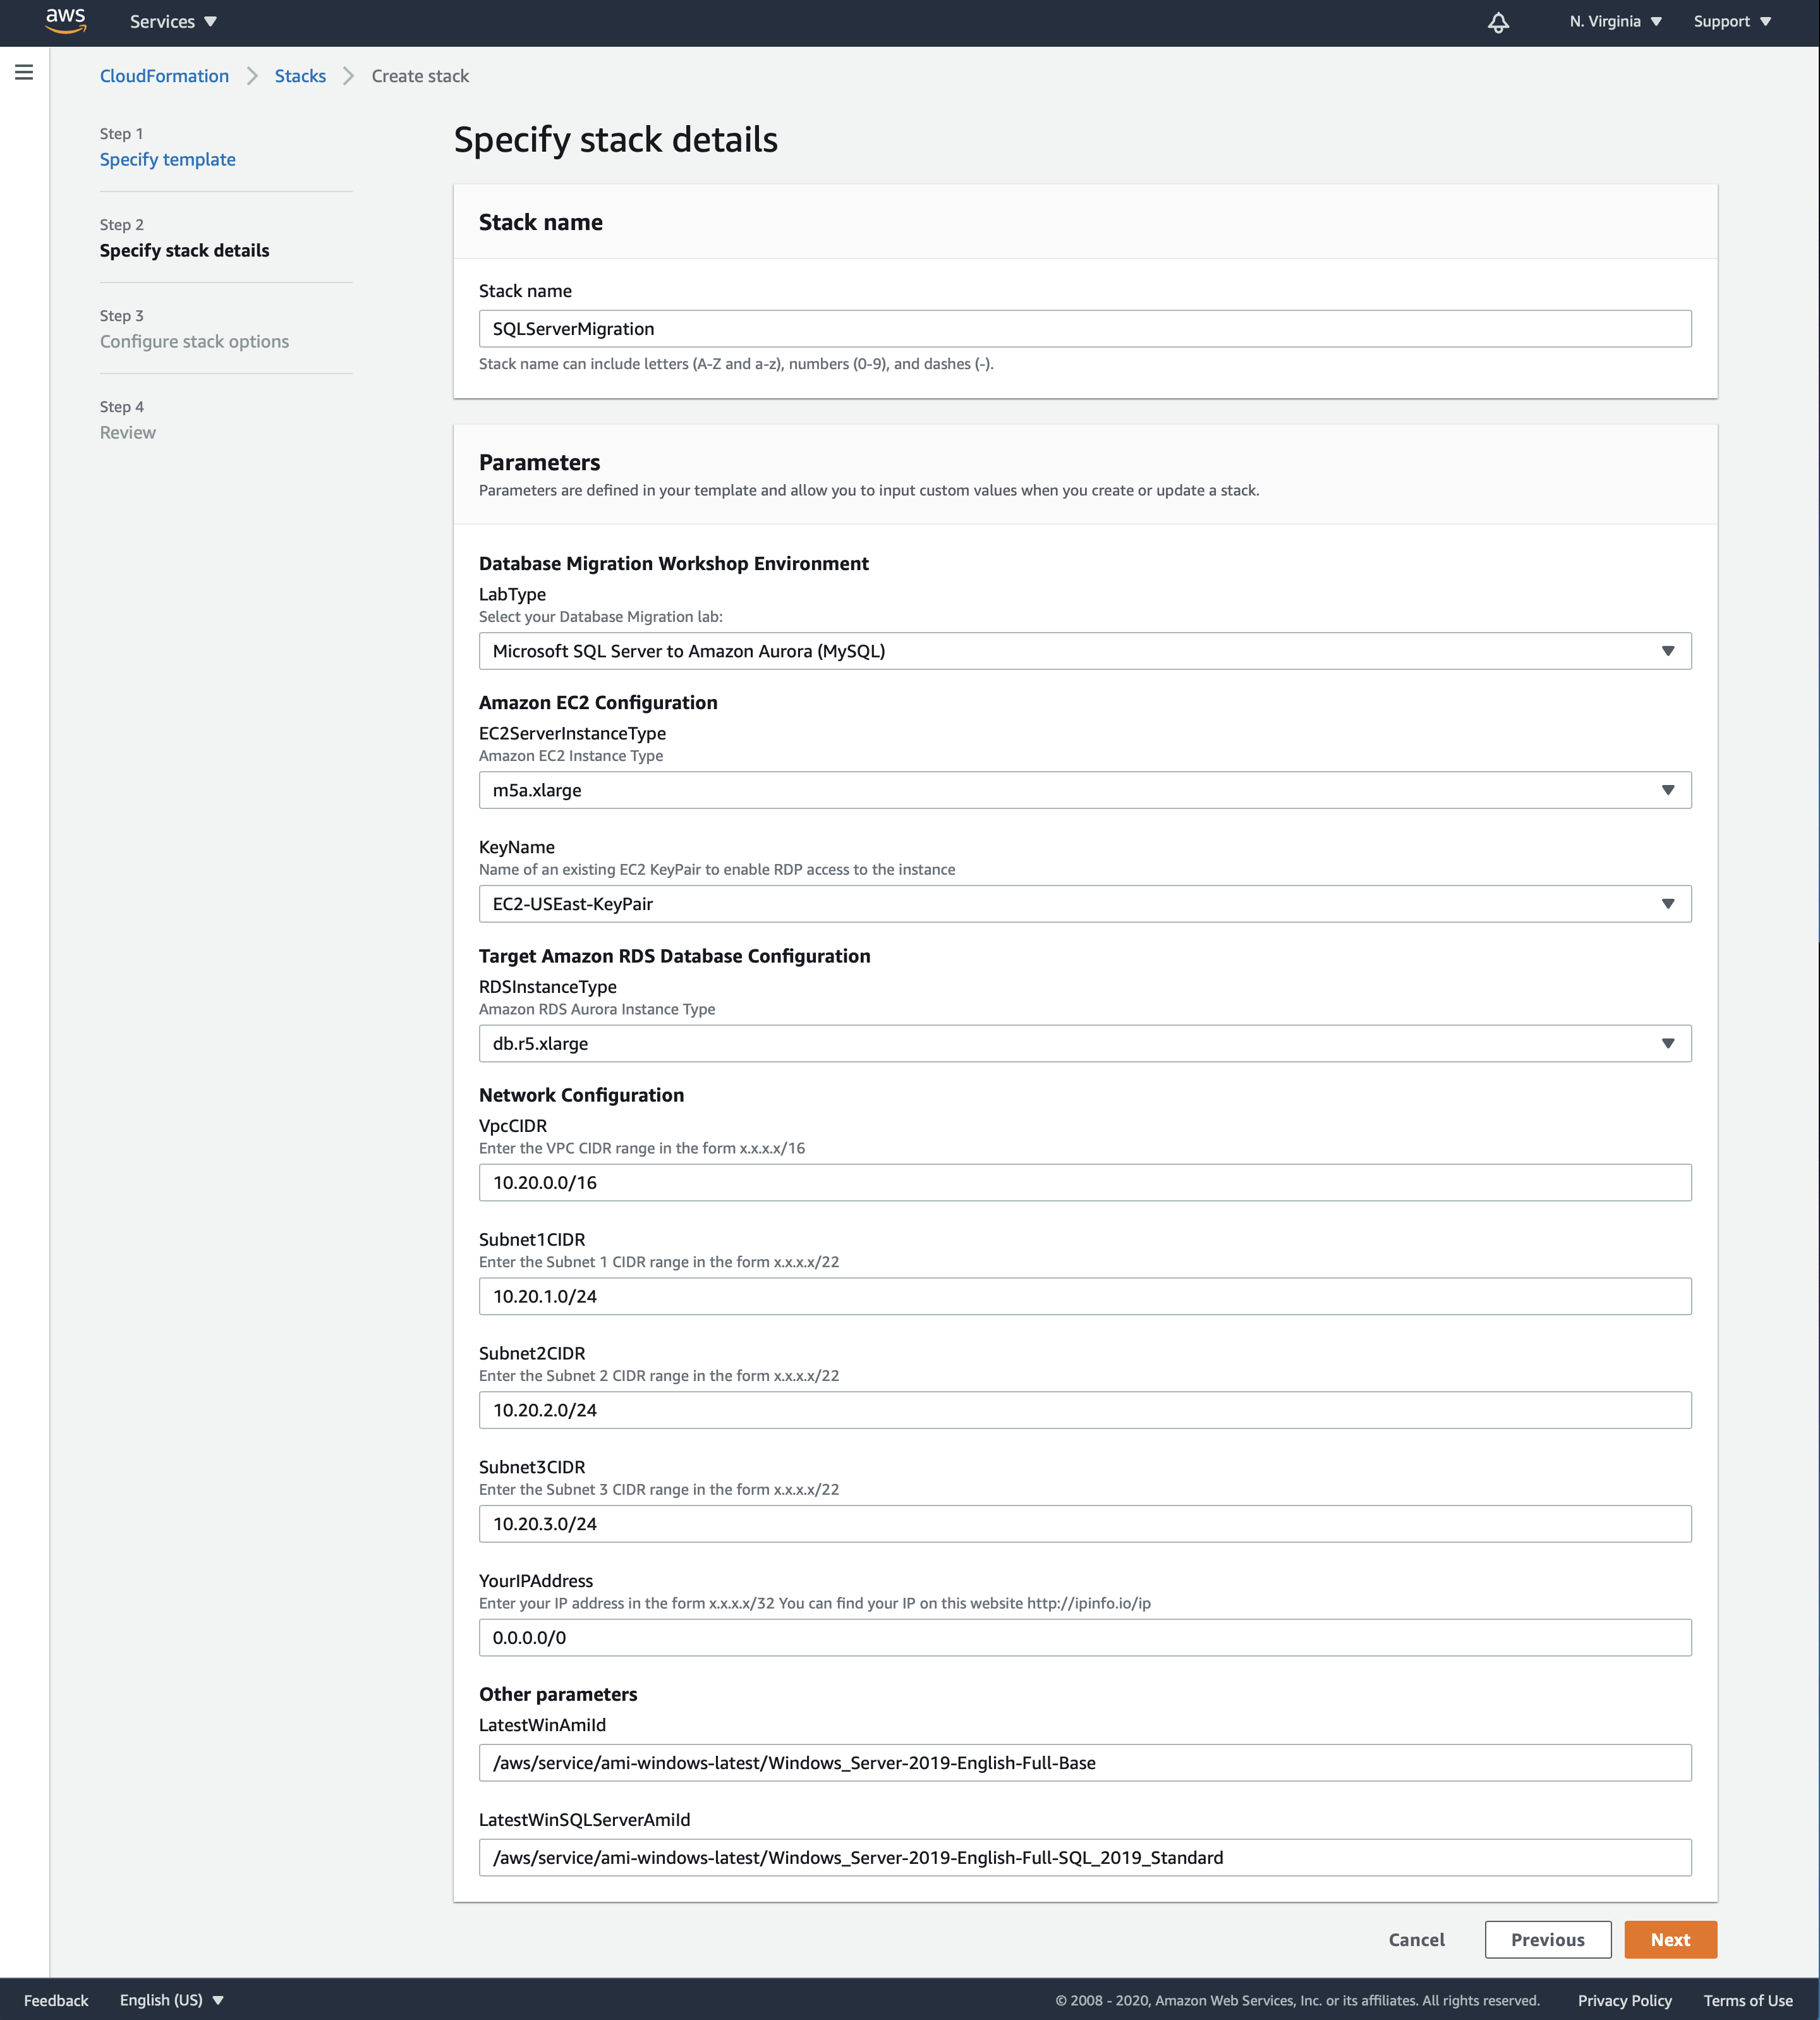 aws
Services
N. Virginia
Support
CloudFormation
Stacks
Create stack
Step 1
Specify template
Step 2
Specify stack details
Step 3
Configure stack options
Step 4
Review
Specify stack details
Stack name
Stack name
SQLServerMigration
Stack name can include letters (A-Z and a-z), numbers (0-9), and dashes (-).
Parameters
Parameters are defined in your template and allow you to input custom values when you create or update a stack.
Database Migration Workshop Environment
LabType
Select your Database Migration lab:
Microsoft SQL Server to Amazon Aurora (MySQL)
Amazon EC2 Configuration
EC2ServerInstanceType
Amazon EC2 Instance Type
m5a.xlarge
KeyName
Name of an existing EC2 KeyPair to enable RDP access to the instance
EC2-USEast-KeyPair
Target Amazon RDS Database Configuration
RDSInstanceType
Amazon RDS Aurora Instance Type
db.r5.xlarge
Network Configuration
VpcCIDR
Enter the VPC CIDR range in the form x.x.x.x/16
10.20.0.0/16
Subnet1CIDR
Enter the Subnet 1 CIDR range in the form x.x.x.x/22
10.20.1.0/24
Subnet2CIDR
Enter the Subnet 2 CIDR range in the form x.x.x.x/22
10.20.2.0/24
Subnet3CIDR
Enter the Subnet 3 CIDR range in the form x.x.x.x/22
10.20.3.0/24
YourIPAddress
Enter your IP address in the form x.x.x.x/32 You can find your IP on this website http://ipinfo.io/ip
0.0.0.0/0
Other parameters
LatestWinAmiId
/aws/service/ami-windows-latest/Windows_Server-2019-English-Full-Base
LatestWinSQLServerAmiId
/aws/service/ami-windows-latest/Windows_Server-2019-English-Full-SQL_2019_Standard
Cancel
Previous
Next
Feedback
English (US)
© 2008 - 2020, Amazon Web Services, Inc. or its affiliates. All rights reserved.
Privacy Policy
Terms of Use